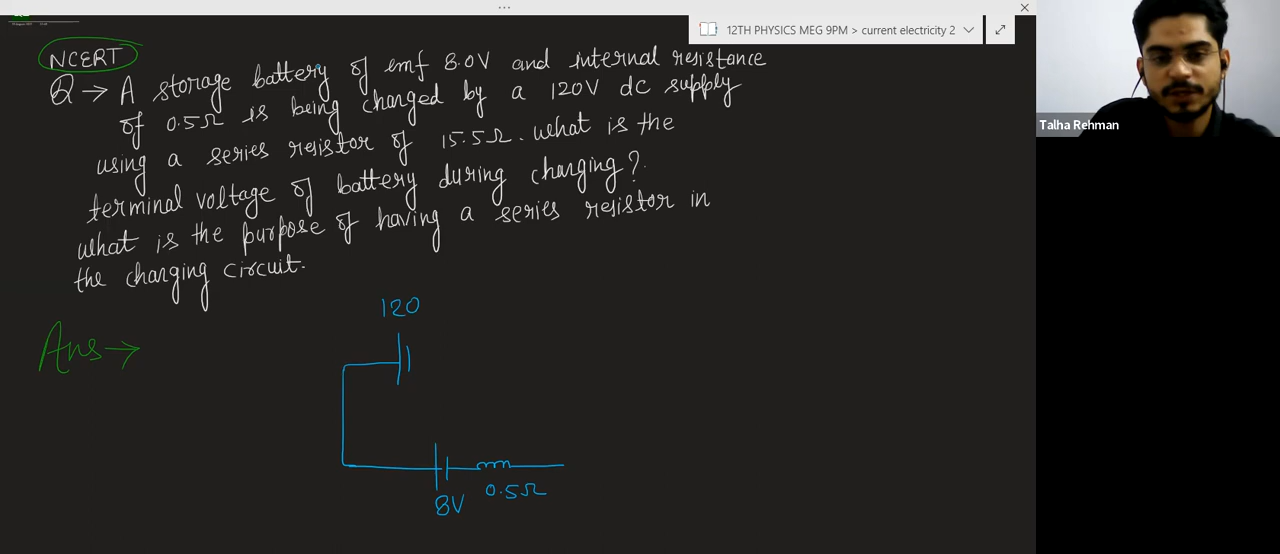 12TH PHYSICS MEG 9PM > current electricity 2
Talha Rehman
NCERT
Q → A storage battery of emf 8.0V and internal resistance
of 0.5Ω is being charged by a 120V dc supply
using a series resistor of 15.5Ω. what is the
terminal voltage of battery during charging?
what is the purpose of having a series resistor in
the charging circuit.
Ans →
120
8V
0.5Ω